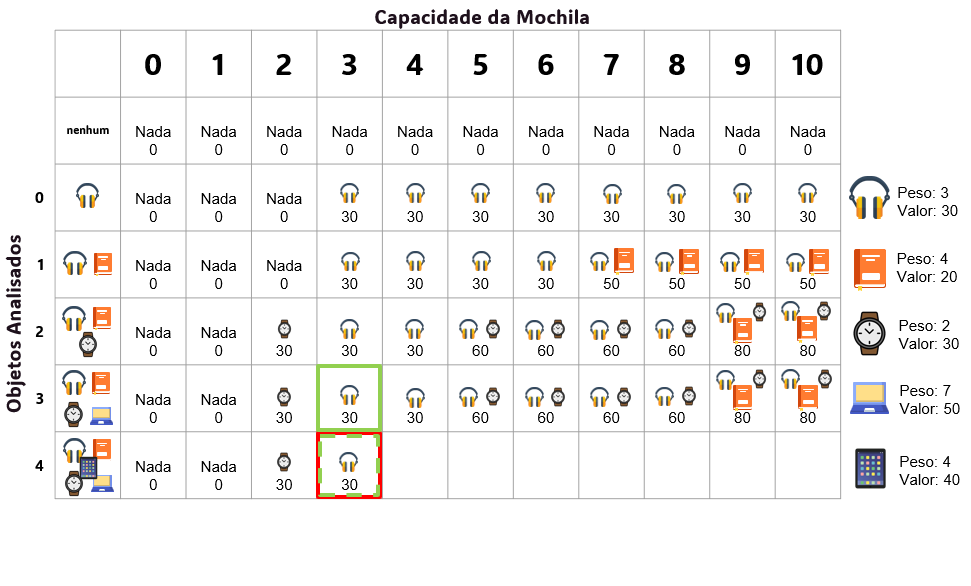 Capacidade da Mochila
0 1 2 3 4 5 6 7 8 9 10
nenhum Nada Nada Nada Nada Nada Nada Nada Nada Nada Nada Nada
0 0 0 0 0 0 0 0 0 0 0
Objetos Analisados
0 Nada Nada Nada
0 0 0 30 30 30 30 30 30 30 30
Peso: 3
Valor: 30
1 Nada Nada Nada
0 0 0 30 30 30 30 50 50 50 50
Peso: 4
Valor: 20
2 Nada Nada
0 0 30 30 30 60 60 60 60 80 80
Peso: 2
Valor: 30
3 Nada Nada
0 0 30 30 30 60 60 60 60 80 80
Peso: 7
Valor: 50
4 Nada Nada
0 0 30 30
Peso: 4
Valor: 40